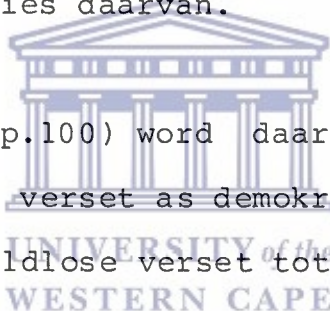 ies daarvan.
p.100) word daar
verset as demokr
UNIVERSITY of the
ldlose verset tot
WESTERN CAPE